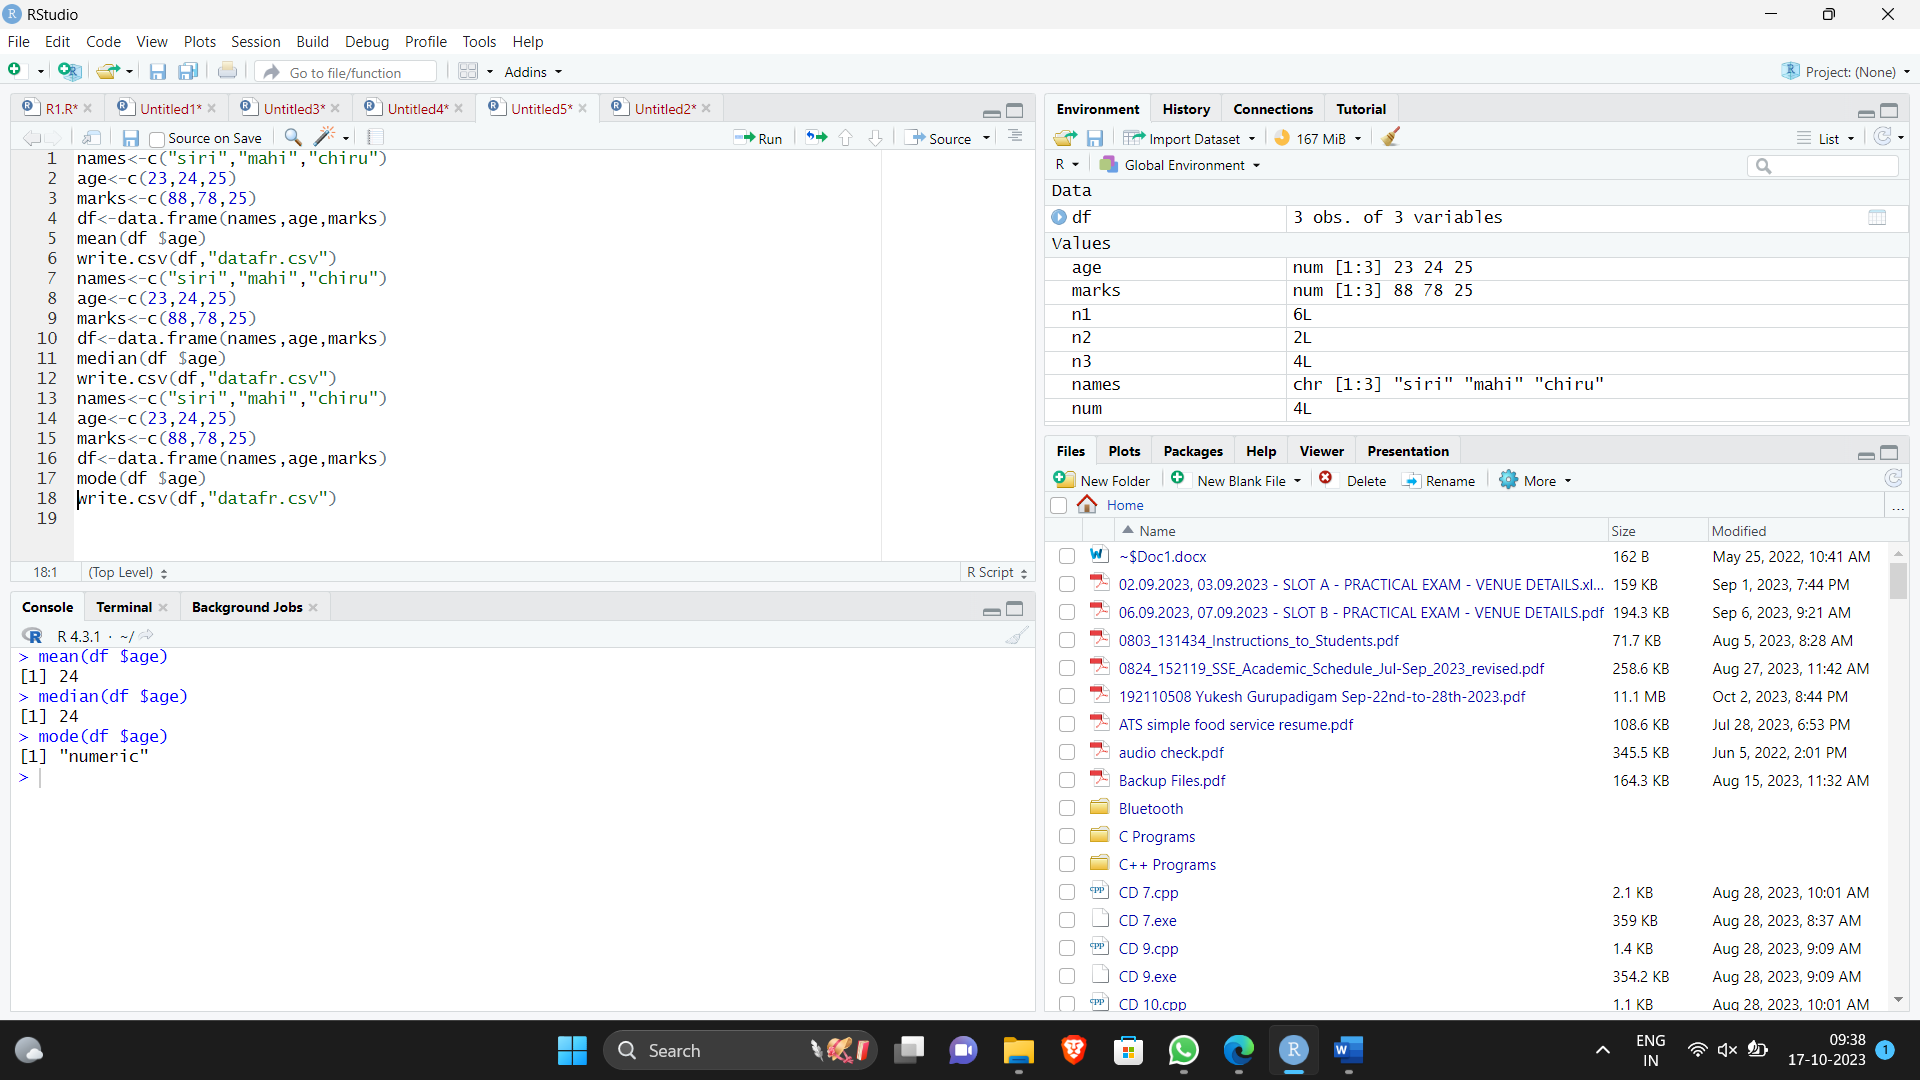 RStudio
File Edit Code View Plots Session Build Debug Profile Tools Help
Go to file/function Addins Project: (None)
R1.R* Untitled1* Untitled3* Untitled4* Untitled5* Untitled2*
Source on Save Run Source
1 names<-c("siri","mahi","chiru")
2 age<-c(23,24,25)
3 marks<-c(88,78,25)
4 df<-data.frame(names,age,marks)
5 mean(df $age)
6 write.csv(df,"datafr.csv")
7 names<-c("siri","mahi","chiru")
8 age<-c(23,24,25)
9 marks<-c(88,78,25)
10 df<-data.frame(names,age,marks)
11 median(df $age)
12 write.csv(df,"datafr.csv")
13 names<-c("siri","mahi","chiru")
14 age<-c(23,24,25)
15 marks<-c(88,78,25)
16 df<-data.frame(names,age,marks)
17 mode(df $age)
18 write.csv(df,"datafr.csv")
19
18:1 (Top Level) R Script
Console Terminal Background Jobs
R 4.3.1 · ~/
> mean(df $age)
[1] 24
> median(df $age)
[1] 24
> mode(df $age)
[1] "numeric"
>
Environment History Connections Tutorial
Import Dataset 167 MiB List
R Global Environment
Data
df 3 obs. of 3 variables
Values
age num [1:3] 23 24 25
marks num [1:3] 88 78 25
n1 6L
n2 2L
n3 4L
names chr [1:3] "siri" "mahi" "chiru"
num 4L
Files Plots Packages Help Viewer Presentation
New Folder New Blank File Delete Rename More
Home ...
Name Size Modified
~$Doc1.docx 162 B May 25, 2022, 10:41 AM
02.09.2023, 03.09.2023 - SLOT A - PRACTICAL EXAM - VENUE DETAILS.xl... 159 KB Sep 1, 2023, 7:44 PM
06.09.2023, 07.09.2023 - SLOT B - PRACTICAL EXAM - VENUE DETAILS.pdf 194.3 KB Sep 6, 2023, 9:21 AM
0803_131434_Instructions_to_Students.pdf 71.7 KB Aug 5, 2023, 8:28 AM
0824_152119_SSE_Academic_Schedule_Jul-Sep_2023_revised.pdf 258.6 KB Aug 27, 2023, 11:42 AM
192110508 Yukesh Gurupadigam Sep-22nd-to-28th-2023.pdf 11.1 MB Oct 2, 2023, 8:44 PM
ATS simple food service resume.pdf 108.6 KB Jul 28, 2023, 6:53 PM
audio check.pdf 345.5 KB Jun 5, 2022, 2:01 PM
Backup Files.pdf 164.3 KB Aug 15, 2023, 11:32 AM
Bluetooth
C Programs
C++ Programs
CD 7.cpp 2.1 KB Aug 28, 2023, 10:01 AM
CD 7.exe 359 KB Aug 28, 2023, 8:37 AM
CD 9.cpp 1.4 KB Aug 28, 2023, 9:09 AM
CD 9.exe 354.2 KB Aug 28, 2023, 9:09 AM
CD 10.cpp 1.1 KB Aug 28, 2023, 10:01 AM
Search
ENG
IN
09:38
17-10-2023
1